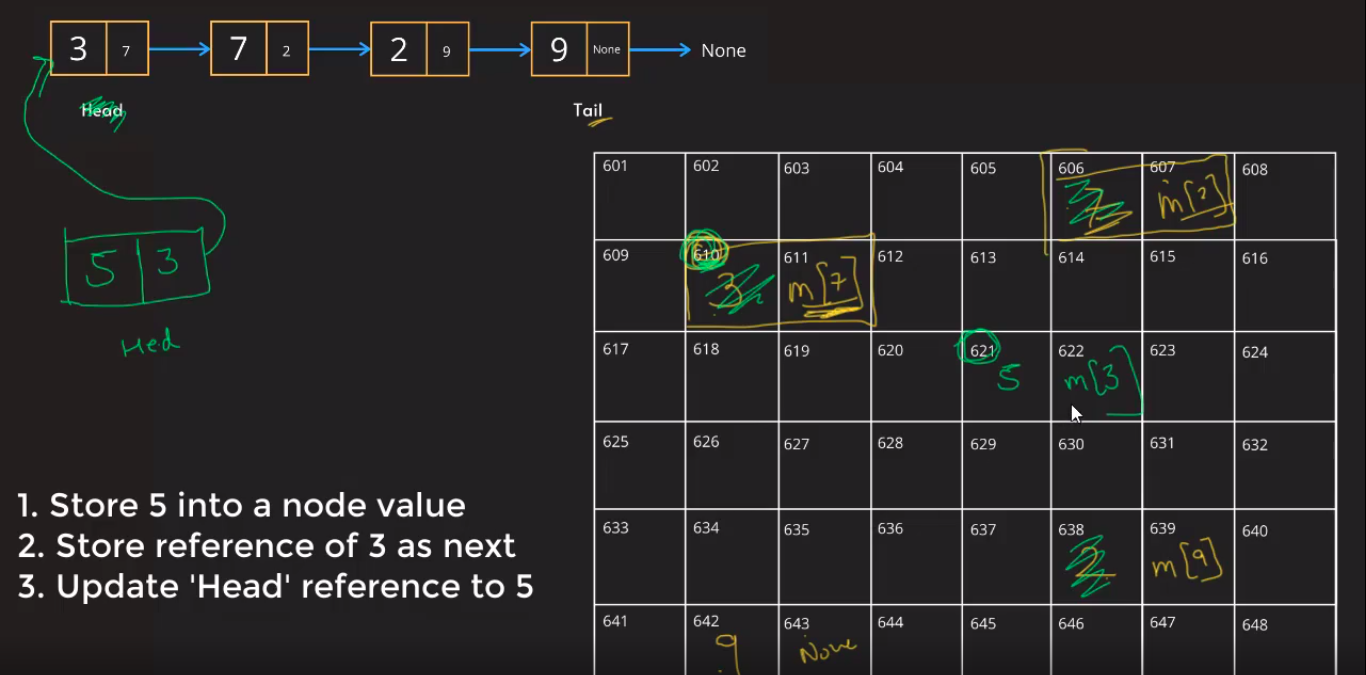 3 7 7 2 2 9 9 None None
Head Tail
5 3
Hed
601 602 603 604 605 606 607 608
7 m[2]
609 610 611 612 613 614 615 616
3 m[7]
617 618 619 620 621 622 623 624
5 m[3]
625 626 627 628 629 630 631 632
633 634 635 636 637 638 639 640
2 m[9]
641 642 643 644 645 646 647 648
9 None
1. Store 5 into a node value
2. Store reference of 3 as next
3. Update 'Head' reference to 5